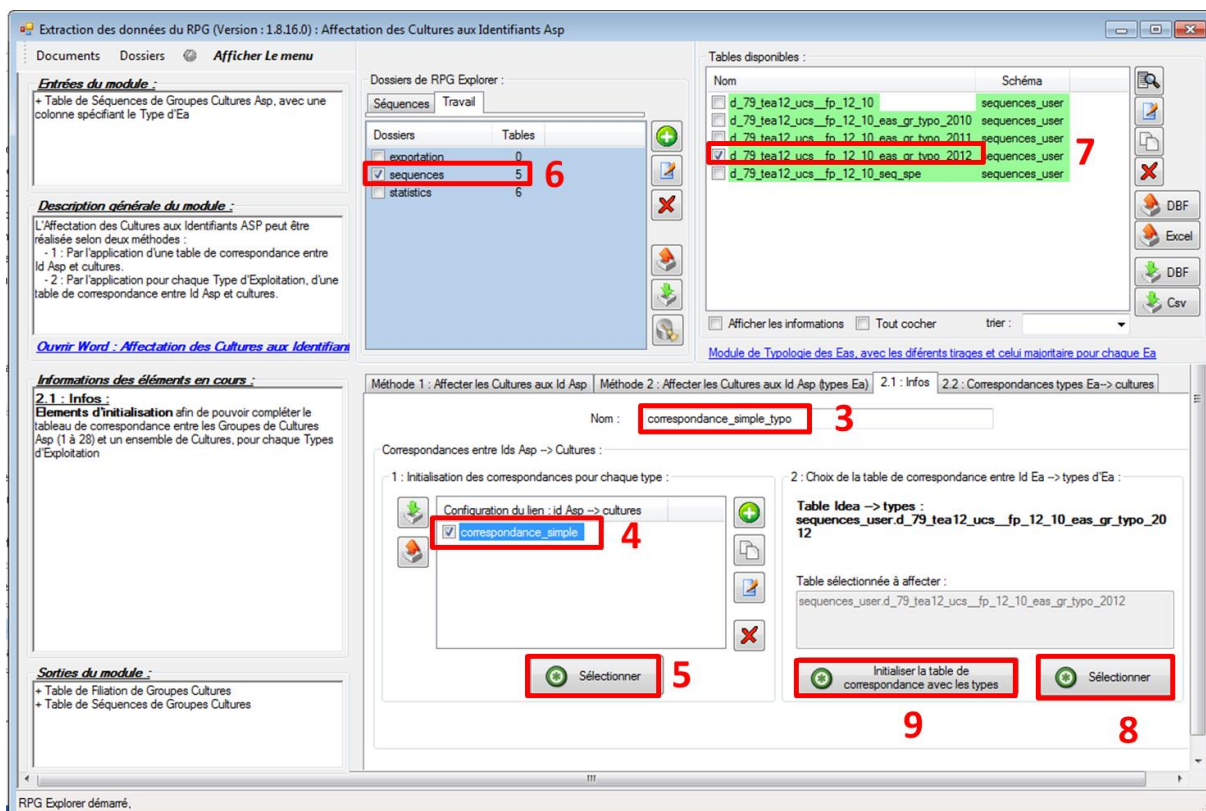 Extraction des données du RPG (Version : 1.8.16.0) : Affectation des Cultures aux Identifiants Asp
Documents Dossiers Afficher Le menu
Entrées du module :
+ Table de Séquences de Groupes Cultures Asp, avec une
colonne spécifiant le Type d'Ea
Description générale du module :
L'Affectation des Cultures aux Identifiants ASP peut être
réalisée selon deux méthodes :
- 1 : Par l'application d'une table de correspondance entre
Id Asp et cultures.
- 2 : Par l'application pour chaque Type d'Exploitation, d'une
table de correspondance entre Id Asp et cultures.
Ouvrir Word : Affectation des Cultures aux Identifiant
Dossiers de RPG Explorer :
Séquences Travail
Dossiers Tables
exportation 0
sequences 5
statistics 6
6
Tables disponibles :
Nom Schéma
d_79_tea12_ucs__fp_12_10 sequences_user
d_79_tea12_ucs__fp_12_10_eas_gr_typo_2010 sequences_user
d_79_tea12_ucs__fp_12_10_eas_gr_typo_2011 sequences_user
d_79_tea12_ucs__fp_12_10_eas_gr_typo_2012 sequences_user
d_79_tea12_ucs__fp_12_10_seq_spe sequences_user
7
DBF
Excel
DBF
Csv
Afficher les informations Tout cocher trier :
Module de Typologie des Eas, avec les diférents tirages et celui majoritaire pour chaque Ea
Informations des éléments en cours :
2.1 : Infos :
Elements d'initialisation afin de pouvoir compléter le
tableau de correspondance entre les Groupes de Cultures
Asp (1 à 28) et un ensemble de Cultures, pour chaque Types
d'Exploitation
Sorties du module :
+ Table de Filiation de Groupes Cultures
+ Table de Séquences de Groupes Cultures
Méthode 1 : Affecter les Cultures aux Id Asp Méthode 2 : Affecter les Cultures aux Id Asp (types Ea) 2.1 : Infos 2.2 : Correspondances types Ea--> cultures
Nom : correspondance_simple_typo 3
Correspondances entre Ids Asp --> Cultures :
1 : Initialisation des correspondances pour chaque type :
Configuration du lien : id Asp --> cultures
correspondance_simple 4
Sélectionner 5
2 : Choix de la table de correspondance entre Id Ea --> types d'Ea :
Table Idea --> types :
sequences_user.d_79_tea12_ucs__fp_12_10_eas_gr_typo_20
12
Table sélectionnée à affecter :
sequences_user.d_79_tea12_ucs__fp_12_10_eas_gr_typo_2012
Initialiser la table de
correspondance avec les types
Sélectionner
9 8
RPG Explorer démarré,